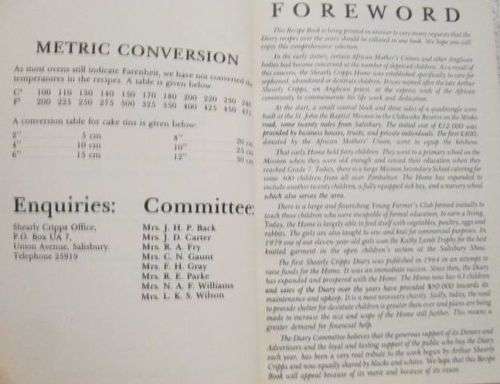 METRIC CONVERSION
As most ovens still indicate Farenheit, we have not converted the
temperatures in the recipes. A table is given below
C° 100 110 130 140 150 170 180 200 220 230
F° 200 225 250 275 300 325 350 400 425 450
A conversion table for cake tins is given below:
2" 5 cm 8" 20 cm
4" 10 cm 10" 25
6" 15 cm 12" 30
Enquiries:
Shearly Cripps Office,
P.O. Box UA 7,
Union Avenue, Salisbury.
Telephone 25919
Committee
Mrs. J. H. P. Back
Mrs. J. D. Carter
Mrs. B. A. Fry
Mrs. C. N. Gaunt
Mrs. F. H. Gray
Mrs. R. E. Parke
Mrs. N. A. F. Williams
Mrs. L. K. S. Wilson
FOREWORD
This Recipe Book is being printed in answer to very many requests that the
Diary recipes over the years should be collated in one book. We hope you will
enjoy this comprehensive selection.
In the early stories, certain African Mother's Unions and other Anglican
ladies had become concerned at the number of orphaned children. As a result of
this concern, the Shearly Cripps Home was established specifically to care for
orphaned, abandoned or destitute children. It was named after the late Arthur
Shearly Cripps, an Anglican priest, at the express wish of the African
community to commemorate his life work and dedication.
At the start, a small central block and three sides of a quadrangle were
built at the St. John the Baptist Mission in the Chikwaka Reserve on the Mtoko
road, some twenty miles from Salisbury. The initial cost of £12,000 was
provided by business houses, trusts, and private individuals. The first £400,
donated by the African Mothers' Union, went to equip the kitchens.
That early Home held forty children. They went to a primary school on the
Mission when they were old enough and ceased their education when they
reached Grade 7. Today, there is a large Mission Secondary School catering for
some 400 children from all over Zimbabwe. The Home has expanded to
include another twenty children, a fully equipped sick bay, and a nursery school
which also serves the area.
There is a large and flourishing Young Farmer's Club formed initially to
teach those children who were incapable of formal education, to earn a living.
Today, the Home is largely able to feed itself with vegetables, poultry, eggs and
rabbits. The girls are also taught to sew and knit for commercial purposes. In
1979 one of our eleven-year-old girls won the Kathy Lamb Trophy for the best
knitted garment in the open children's section at the Salisbury Show.
The first Shearly Cripps Diary was published in 1964 in an attempt to
raise funds for the Home. It was an immediate success. Since then, the Diary
has expanded and prospered with the Home. The Home now has 61 children
and sales of the Diary over the years have provided $90,000 towards its
maintenance and upkeep. It is a most necessary charity. Sadly, today, the need
to provide shelter for destitute children is greater than ever and plans are being
made to increase the size and scope of the Home still further. This means a
greater demand for financial help.
The Diary Committee believes that the generous support of its Donors and
Advertisers and the loyal and tasting support of the public who buy the Diary
each year, has been a very real tribute to the work begun by Arthur Shearly
Cripps and now equally shared by blacks and whites. We hope that this Recipe
Book will appeal because of its merit and because of its cause.